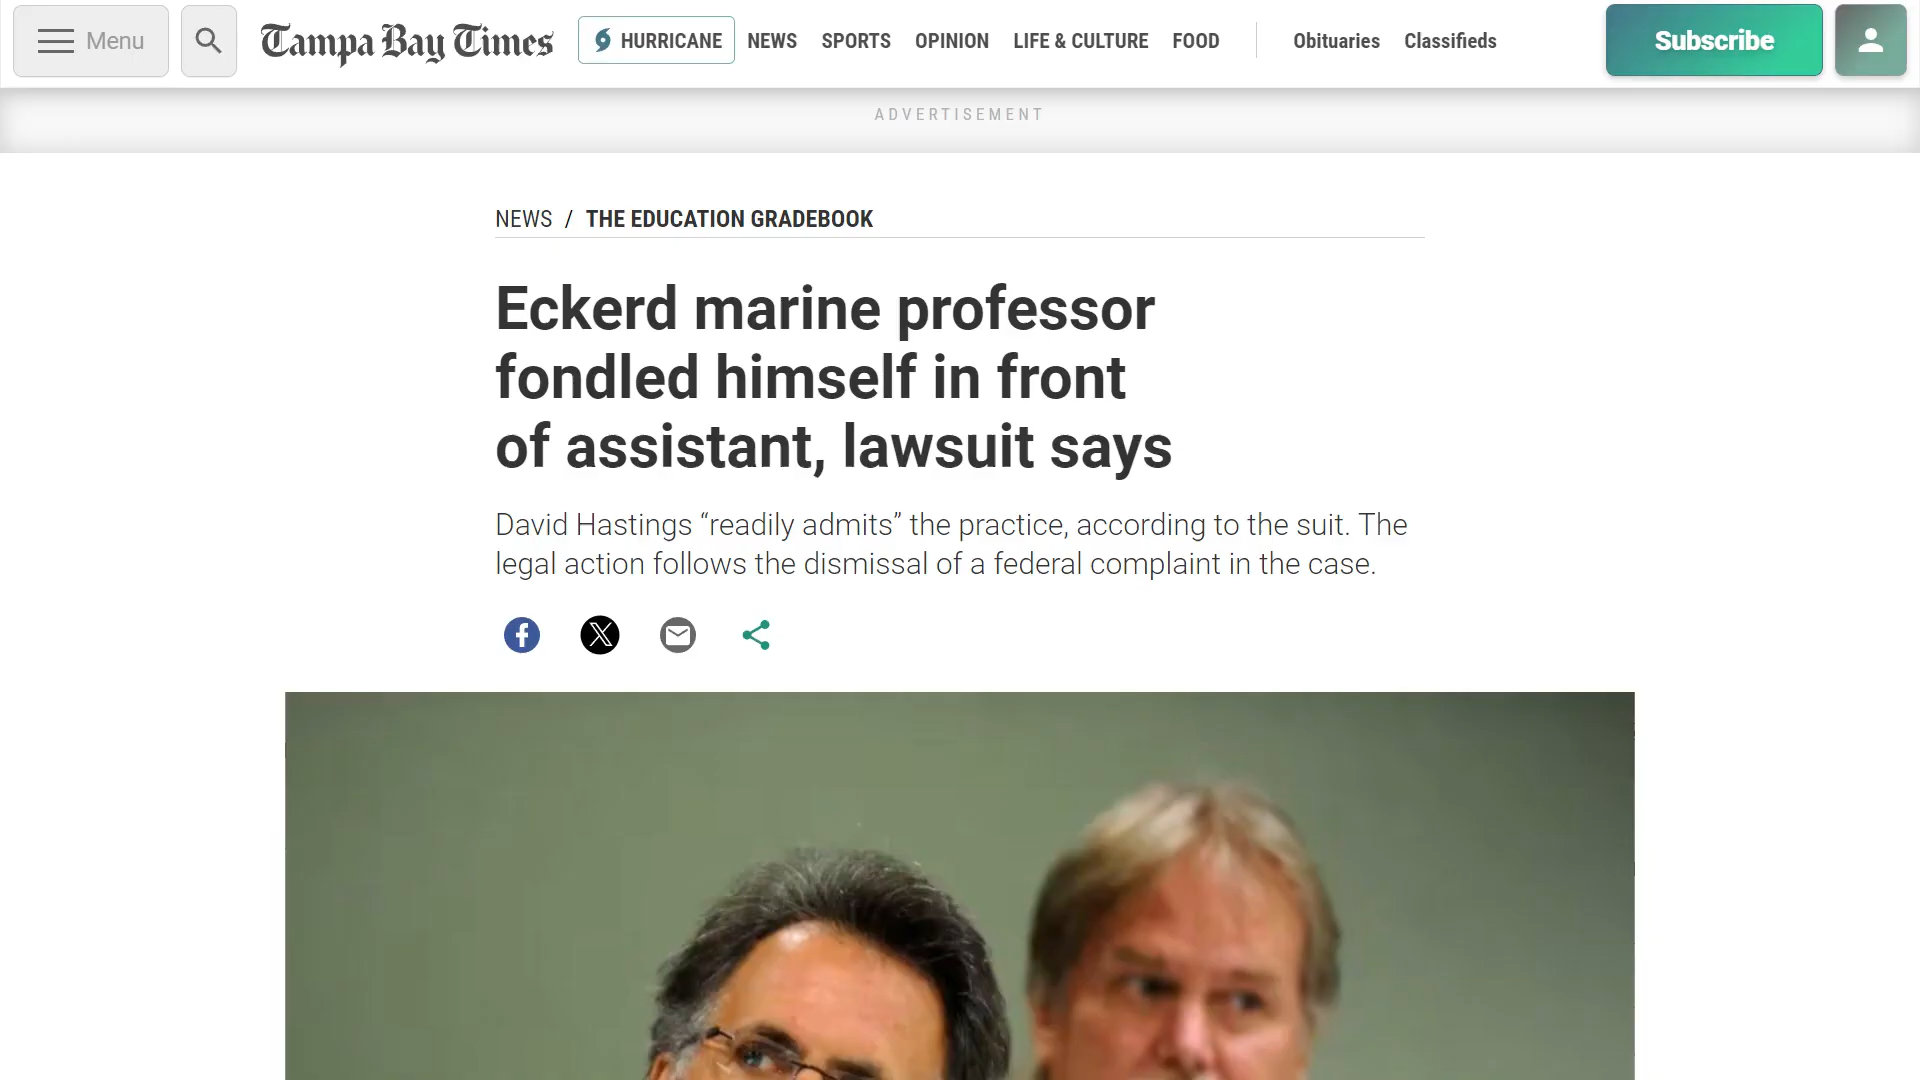 Menu
Tampa Bay Times
HURRICANE NEWS SPORTS OPINION LIFE & CULTURE FOOD Obituaries Classifieds
Subscribe
ADVERTISEMENT
NEWS / THE EDUCATION GRADEBOOK
Eckerd marine professor
fondled himself in front
of assistant, lawsuit says
David Hastings “readily admits” the practice, according to the suit. The
legal action follows the dismissal of a federal complaint in the case.